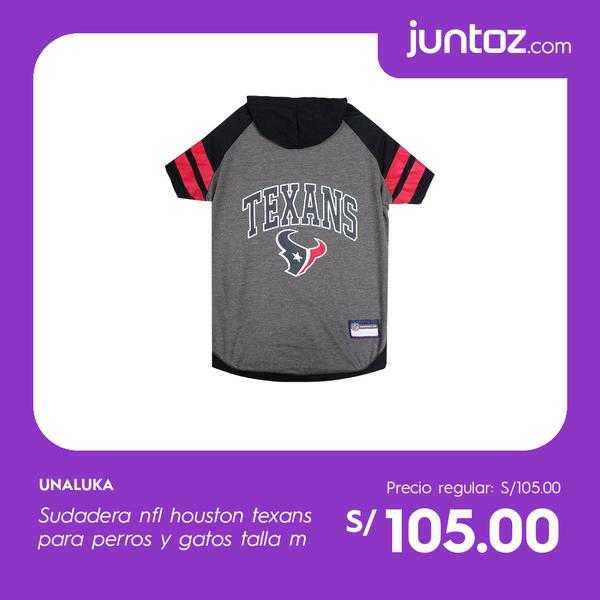 juntoz.com
TEXANS
UNALUKA
Sudadera nfl houston texans
para perros y gatos talla m
Precio regular: S/105.00
S/105.00